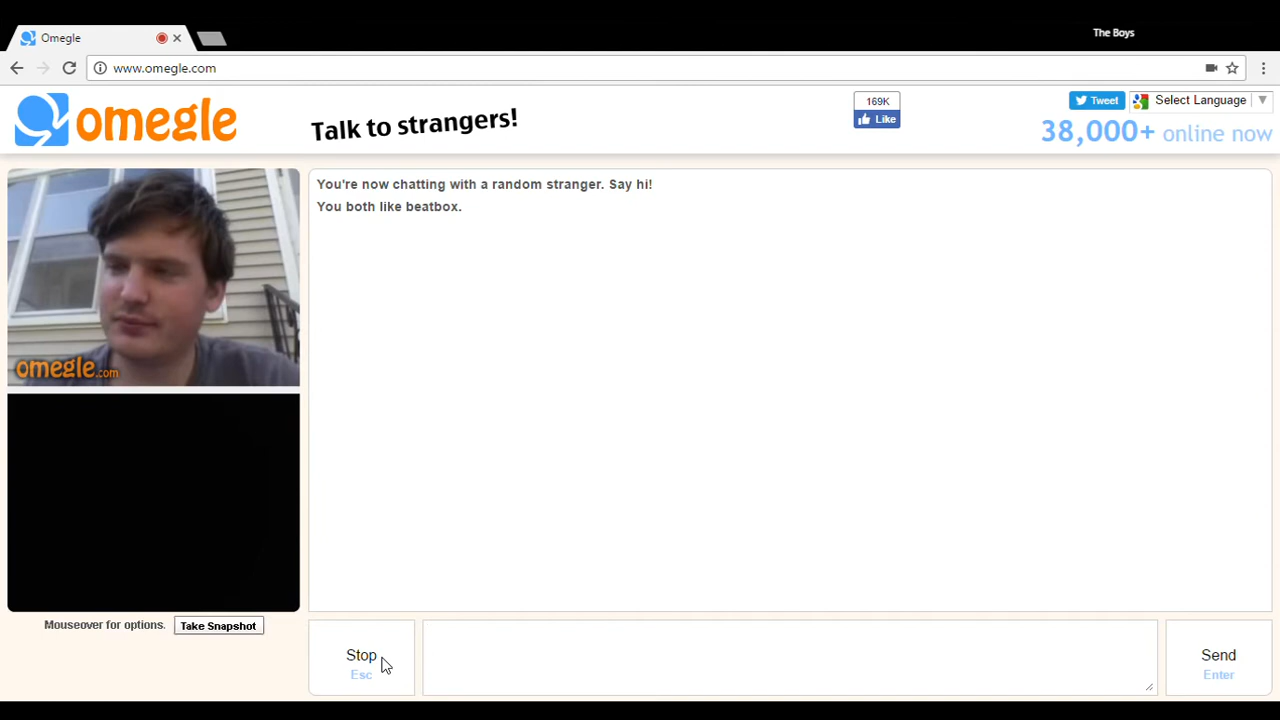 The Boys
Omegle
www.omegle.com
omegle
Talk to strangers!
169K
Like
Tweet
Select Language
38,000+ online now
You're now chatting with a random stranger. Say hi!
You both like beatbox.
omegle.com
Mouseover for options.
Take Snapshot
Stop
Esc
Send
Enter